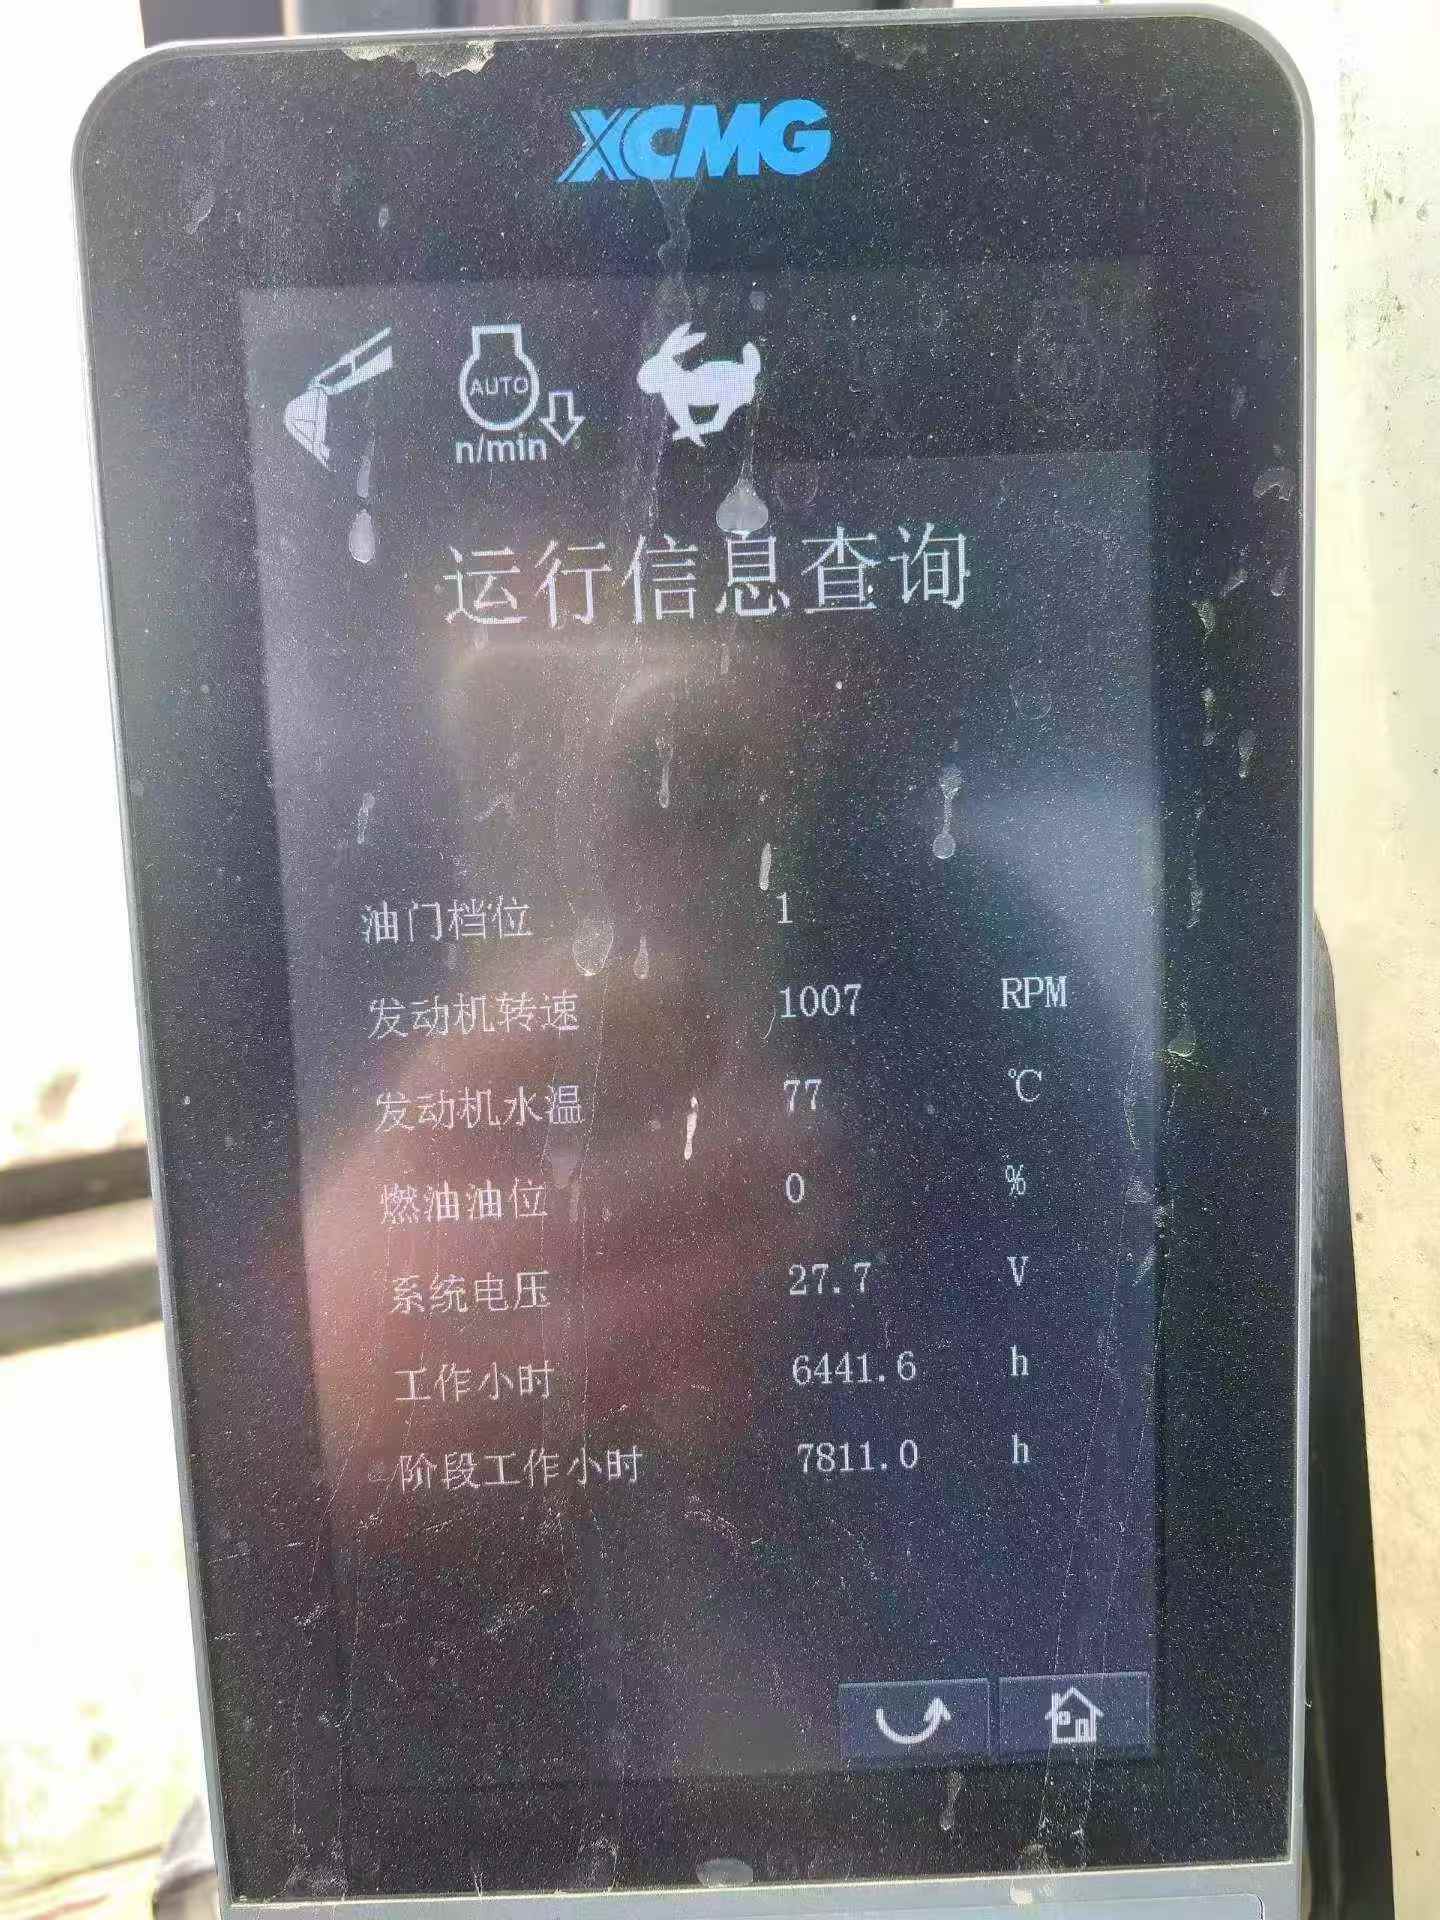 XCMG
AUTO
n/min
运行信息查询
油门档位 1
发动机转速 1007 RPM
发动机水温 77 ℃
燃油油位 0 %
系统电压 27.7 V
工作小时 6441.6 h
阶段工作小时 7811.0 h